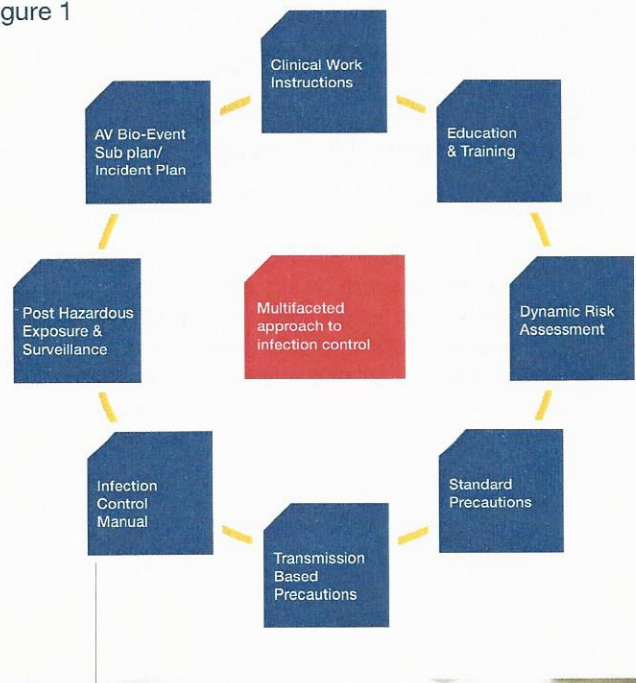 gure 1
Clinical Work
Instructions
AV Bio-Event
Sub plan/
Incident Plan
Education
& Training
Post Hazardous
Exposure &
Surveillance
Multifaceted
approach to
infection control
Dynamic Risk
Assessment
Infection
Control
Manual
Standard
Precautions
Transmission
Based
Precautions